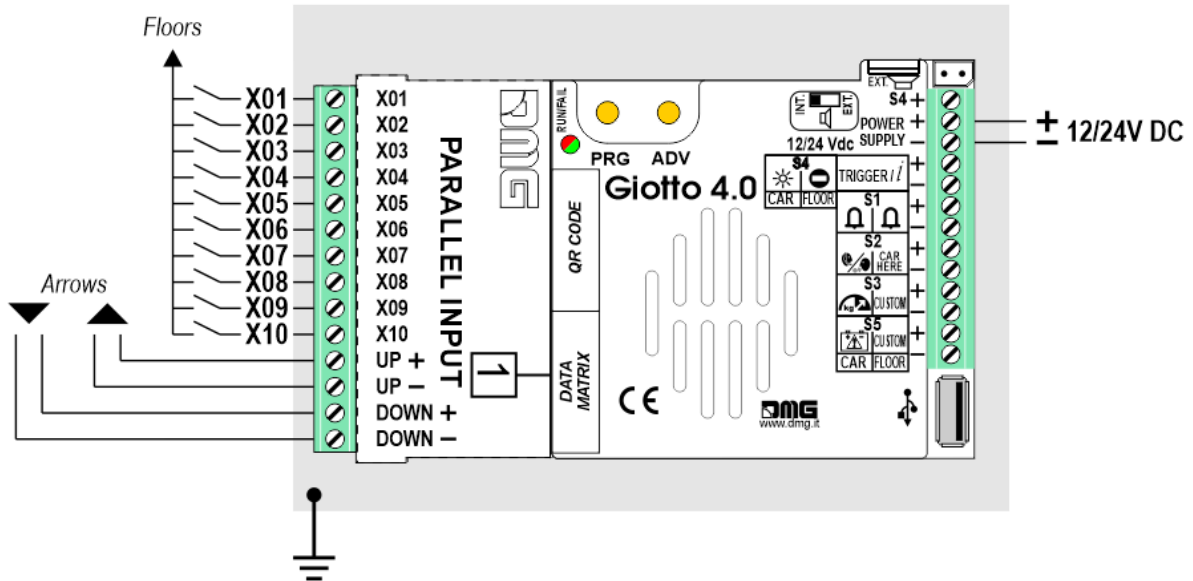 Floors
X01
X02
X03
X04
X05
X06
X07
X08
X09
X10
Arrows
X01
X02
X03
X04
X05
X06
X07
X08
X09
X10
UP +
UP −
DOWN +
DOWN −
PARALLEL INPUT
DMG
1
RUN/FAIL
PRG ADV
Giotto 4.0
QR CODE
DATA
MATRIX
CE
DMG
www.dmg.it
INT. EXT.
12/24 Vdc
EXT.
S4 +
POWER +
SUPPLY −
S4
CAR FLOOR
TRIGGER / i
+
−
S1
+
−
S2
CAR
HERE
+
−
S3
kg
CUSTOM
+
−
S5
CUSTOM
+
−
CAR FLOOR
+
− 12/24V DC